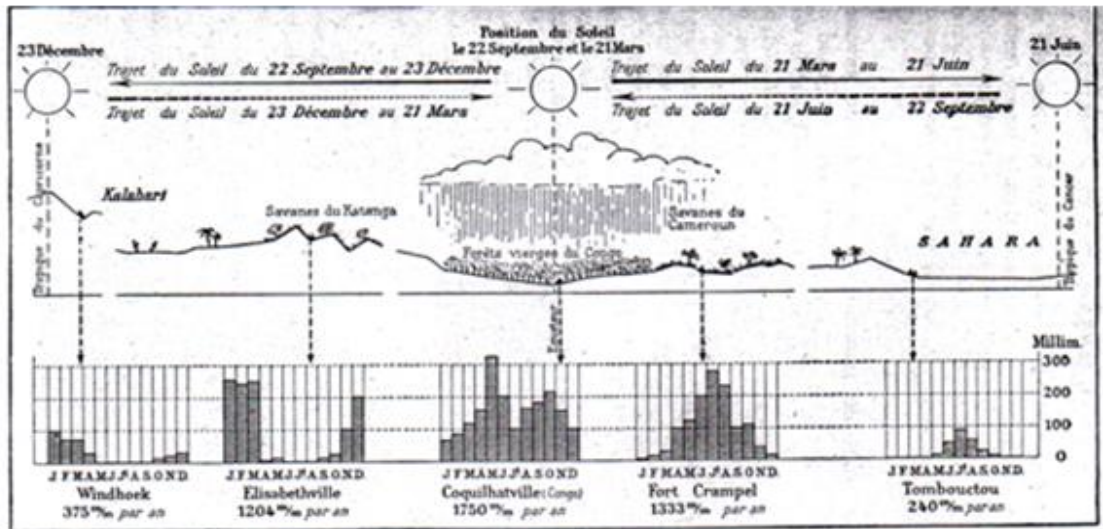 23 Décembre
Position du Soleil
le 22 Septembre et le 21 Mars
21 Juin
Trajet du Soleil du 22 Septembre au 23 Décembre
Trajet du Soleil du 21 Mars au 21 Juin
Trajet du Soleil du 23 Décembre au 21 Mars
Trajet du Soleil du 21 Juin au 22 Septembre
Tropique du Capricorne
Kalahari
Savanes du Katanga
Forêts vierges du Congo
Savanes du
Cameroun
SAHARA
Tropique du Cancer
Equateur
Millim.
300
200
100
0
J F M A M J Jt A S O N D.
J F M A M J Jt A S O N D.
J F M A M J Jt A S O N D.
J F M A M J Jt A S O N D.
J F M A M J Jt A S O N D.
Windhoek
375 m/m par an
Elisabethville
1204 m/m par an
Coquilhatville (Congo)
1750 m/m par an
Fort Crampel
1333 m/m par an
Tombouctou
240 m/m par an